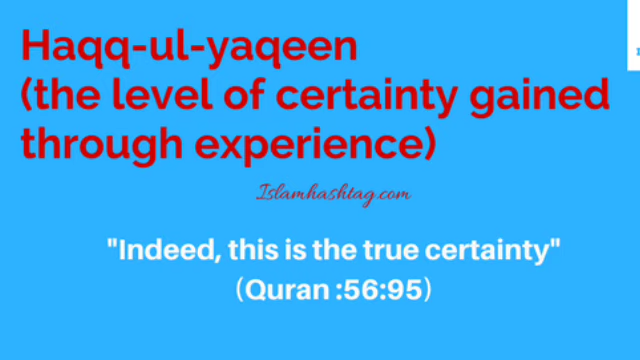 Haqq-ul-yaqeen
(the level of certainty gained
through experience)
Islamhashtag.com
"Indeed, this is the true certainty"
(Quran :56:95)